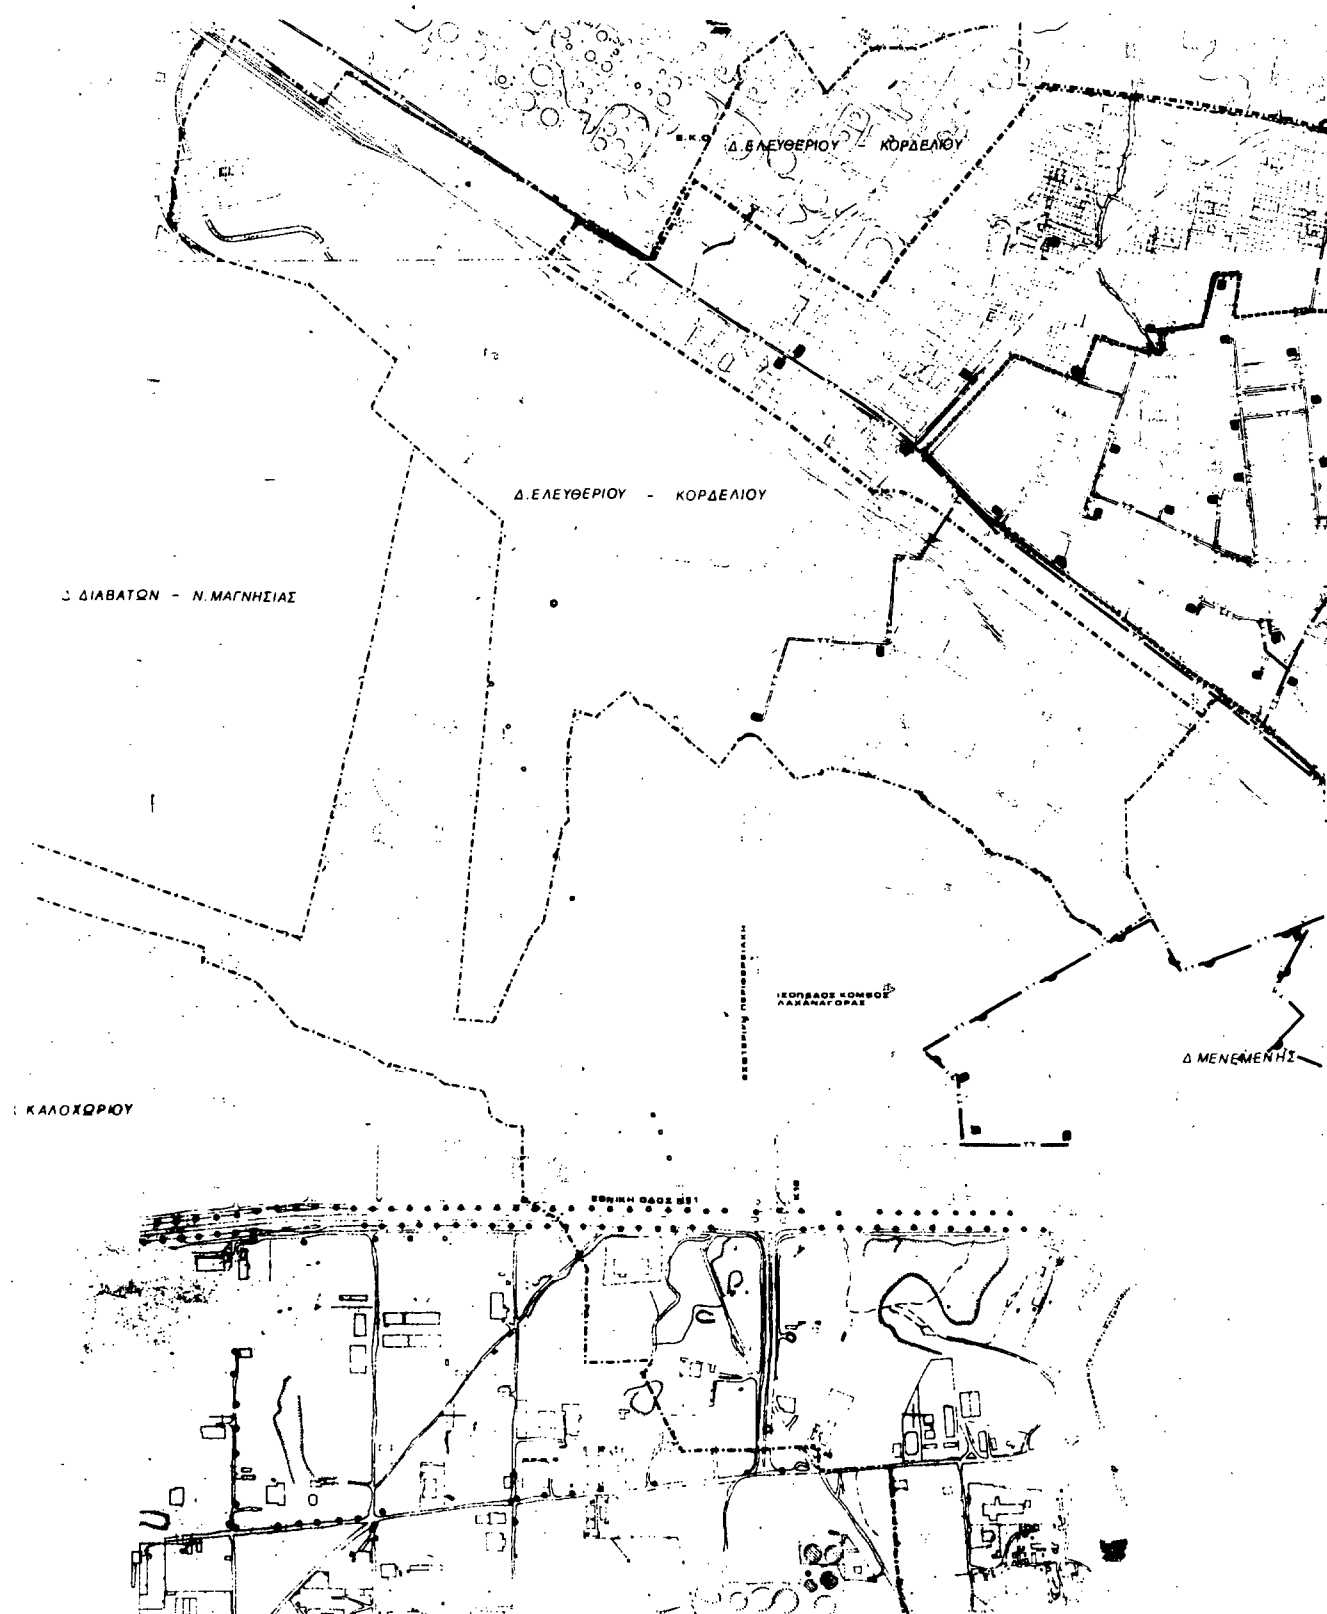 Ε.Κ.Ο
Δ.ΕΛΕΥΘΕΡΙΟΥ - ΚΟΡΔΕΛΙΟΥ
Δ.ΕΛΕΥΘΕΡΙΟΥ - ΚΟΡΔΕΛΙΟΥ
ΔΙΑΒΑΤΩΝ - Ν.ΜΑΓΝΗΣΙΑΣ
ΙΣΟΠΕΔΟΣ ΚΟΜΒΟΣ
ΛΑΧΑΝΑΓΟΡΑΣ
Δ ΜΕΝΕΜΕΝΗΣ
ΚΑΛΟΧΩΡΙΟΥ
ΕΘΝΙΚΗ ΟΔΟΣ